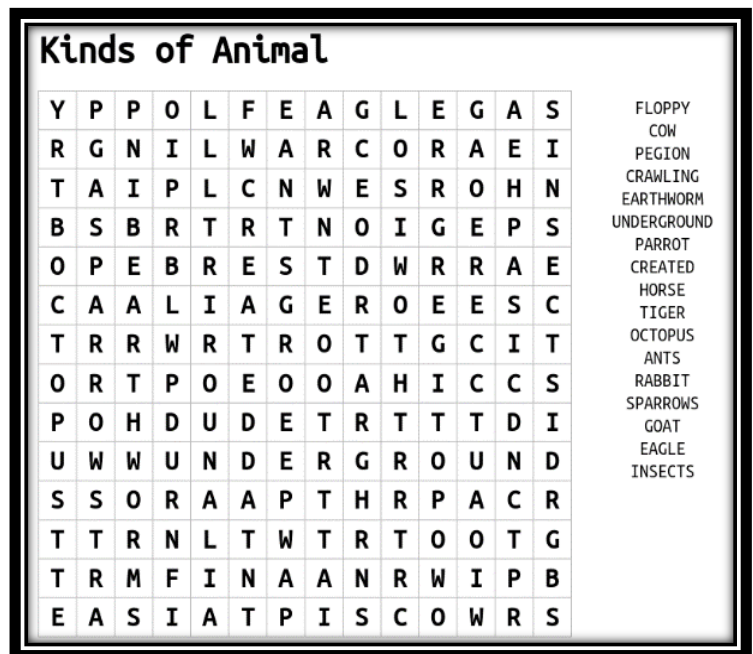 Kinds of Animal
Y P P O L F E A G L E G A S
R G N I L W A R C O R A E I
T A I P L C N W E S R O H N
B S B R T R T N O I G E P S
O P E B R E S T D W R R A E
C A A L I A G E R O E E S C
T R R W R T R O T T G C I T
O R T P O E O O A H I C C S
P O H D U D E T R T T T D I
U W W U N D E R G R O U N D
S S O R A A P T H R P A C R
T T R N L T W T R T O O T G
T R M F I N A A N R W I P B
E A S I A T P I S C O W R S
FLOPPY
COW
PEGION
CRAWLING
EARTHWORM
UNDERGROUND
PARROT
CREATED
HORSE
TIGER
OCTOPUS
ANTS
RABBIT
SPARROWS
GOAT
EAGLE
INSECTS